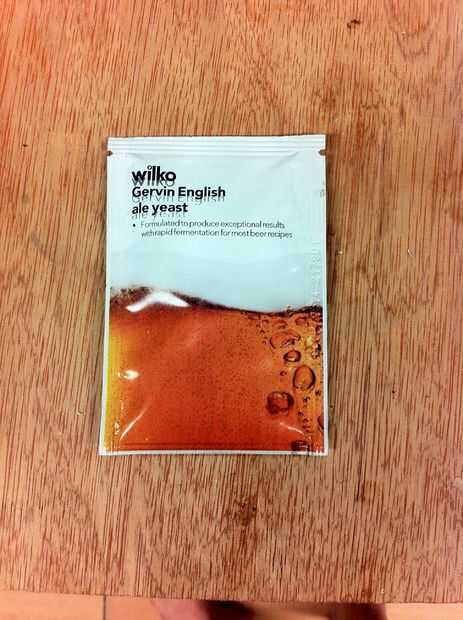 wilko
Gervin English
ale yeast
• Formulated to produce exceptional results
with rapid fermentation for most beer recipes